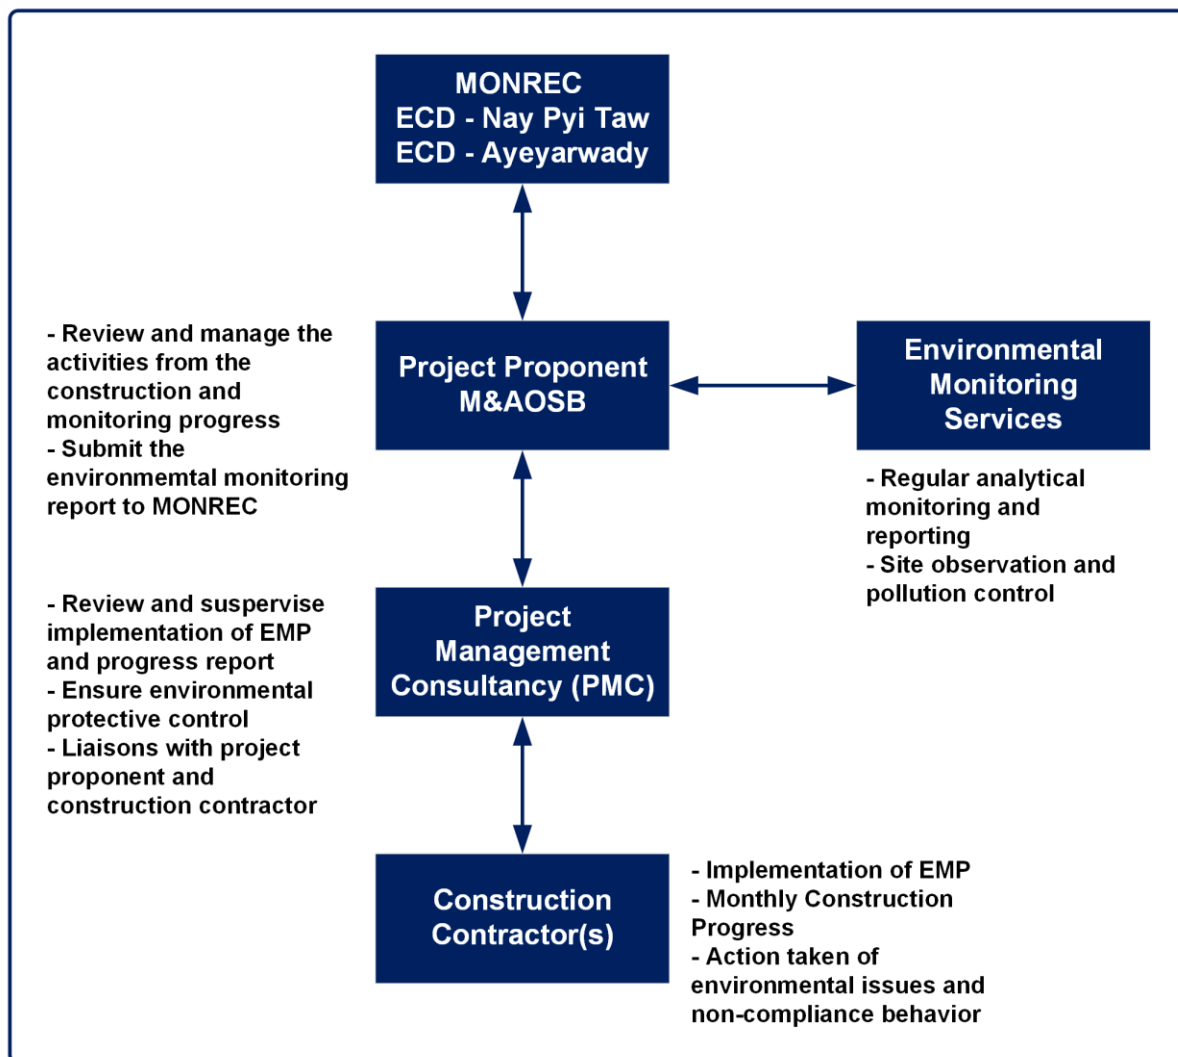 MONREC
ECD - Nay Pyi Taw
ECD - Ayeyarwady
- Review and manage the
activities from the
construction and
monitoring progress
- Submit the
environmemtal monitoring
report to MONREC
Project Proponent
M&AOSB
Environmental
Monitoring
Services
- Regular analytical
monitoring and
reporting
- Site observation and
pollution control
- Review and suspervise
implementation of EMP
and progress report
- Ensure environmental
protective control
- Liaisons with project
proponent and
construction contractor
Project
Management
Consultancy (PMC)
Construction
Contractor(s)
- Implementation of EMP
- Monthly Construction
Progress
- Action taken of
environmental issues and
non-compliance behavior